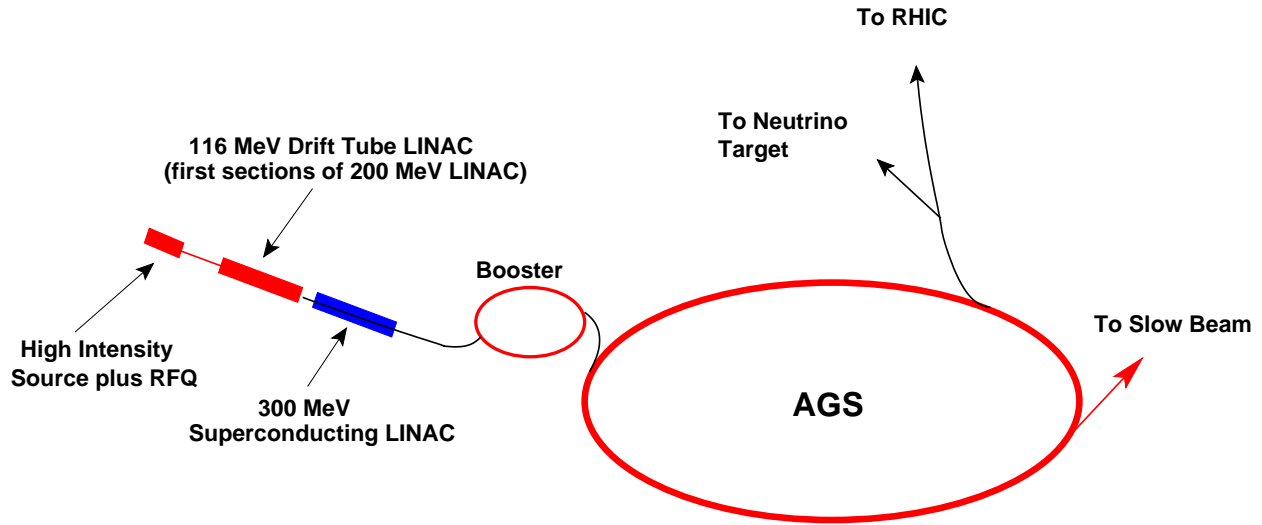 To RHIC
To Neutrino
Target
116 MeV Drift Tube LINAC
(first sections of 200 MeV LINAC)
Booster
To Slow Beam
High Intensity
Source plus RFQ
AGS
300 MeV
Superconducting LINAC